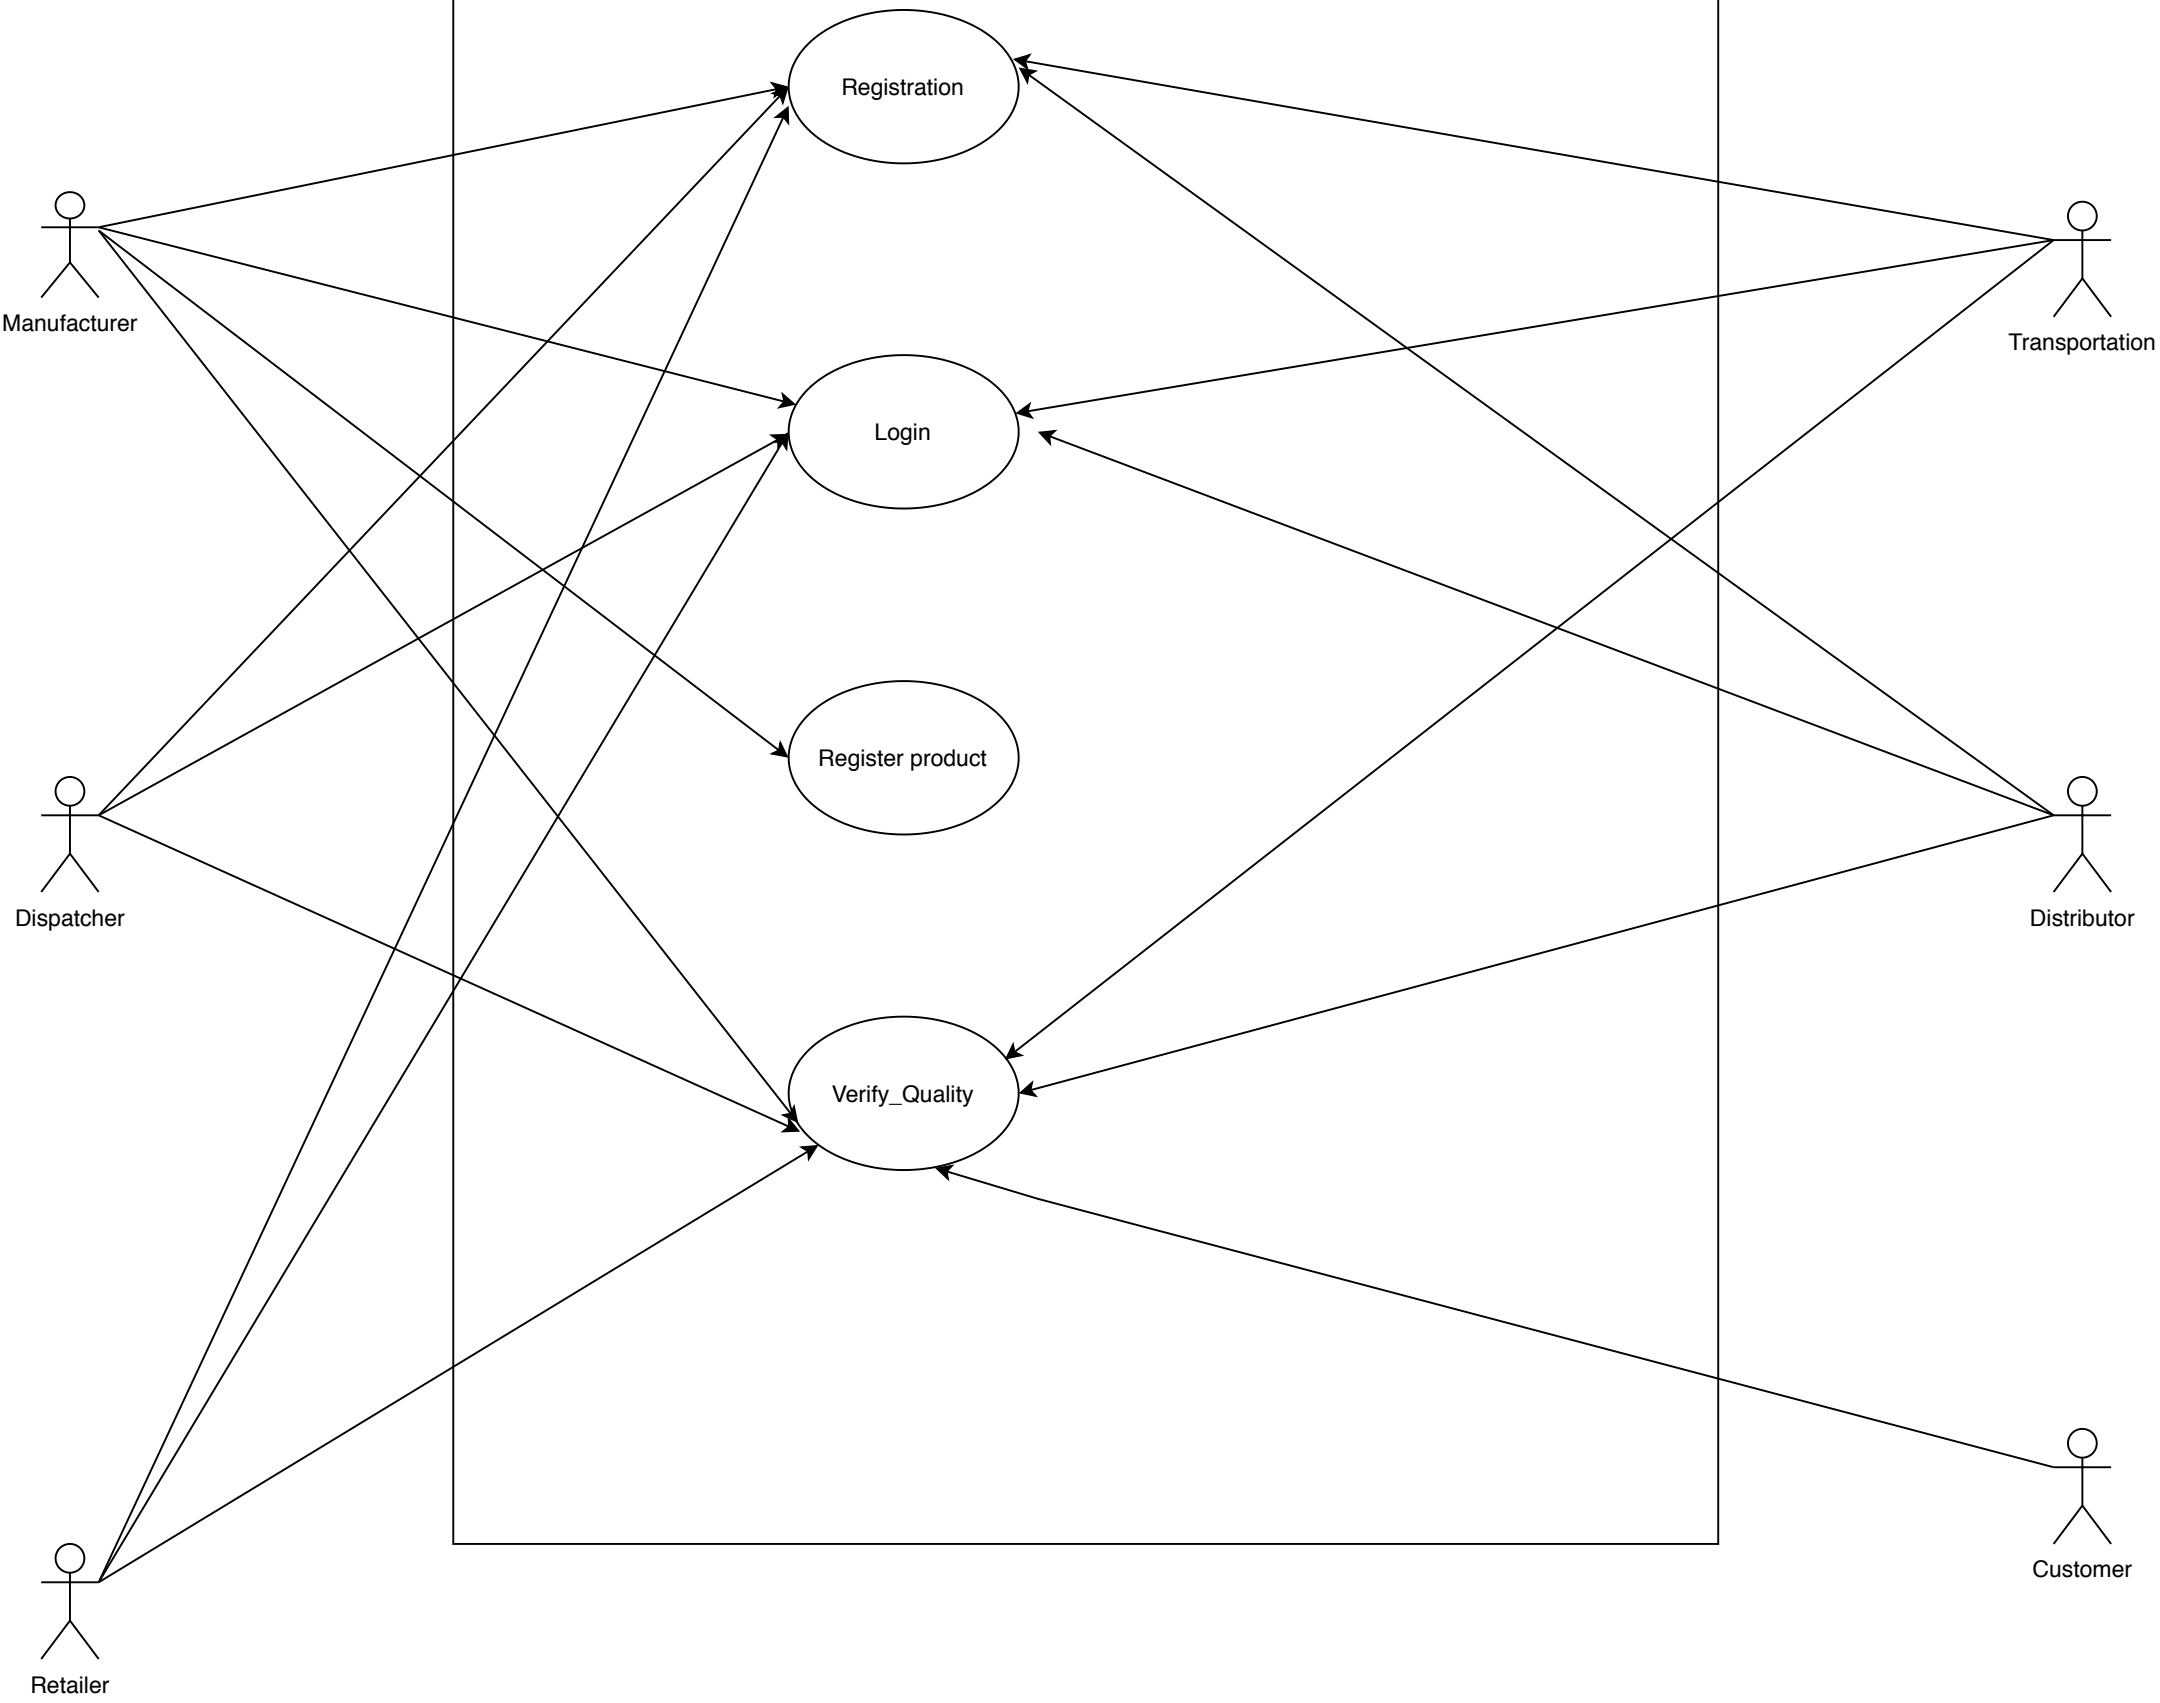 Registration
Manufacturer
Transportation
Login
Register product
Dispatcher
Distributor
Verify_Quality
Customer
Retailer